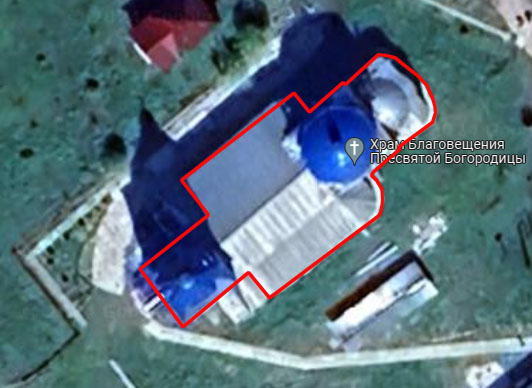 Храм Благовещения
Пресвятой Богородицы